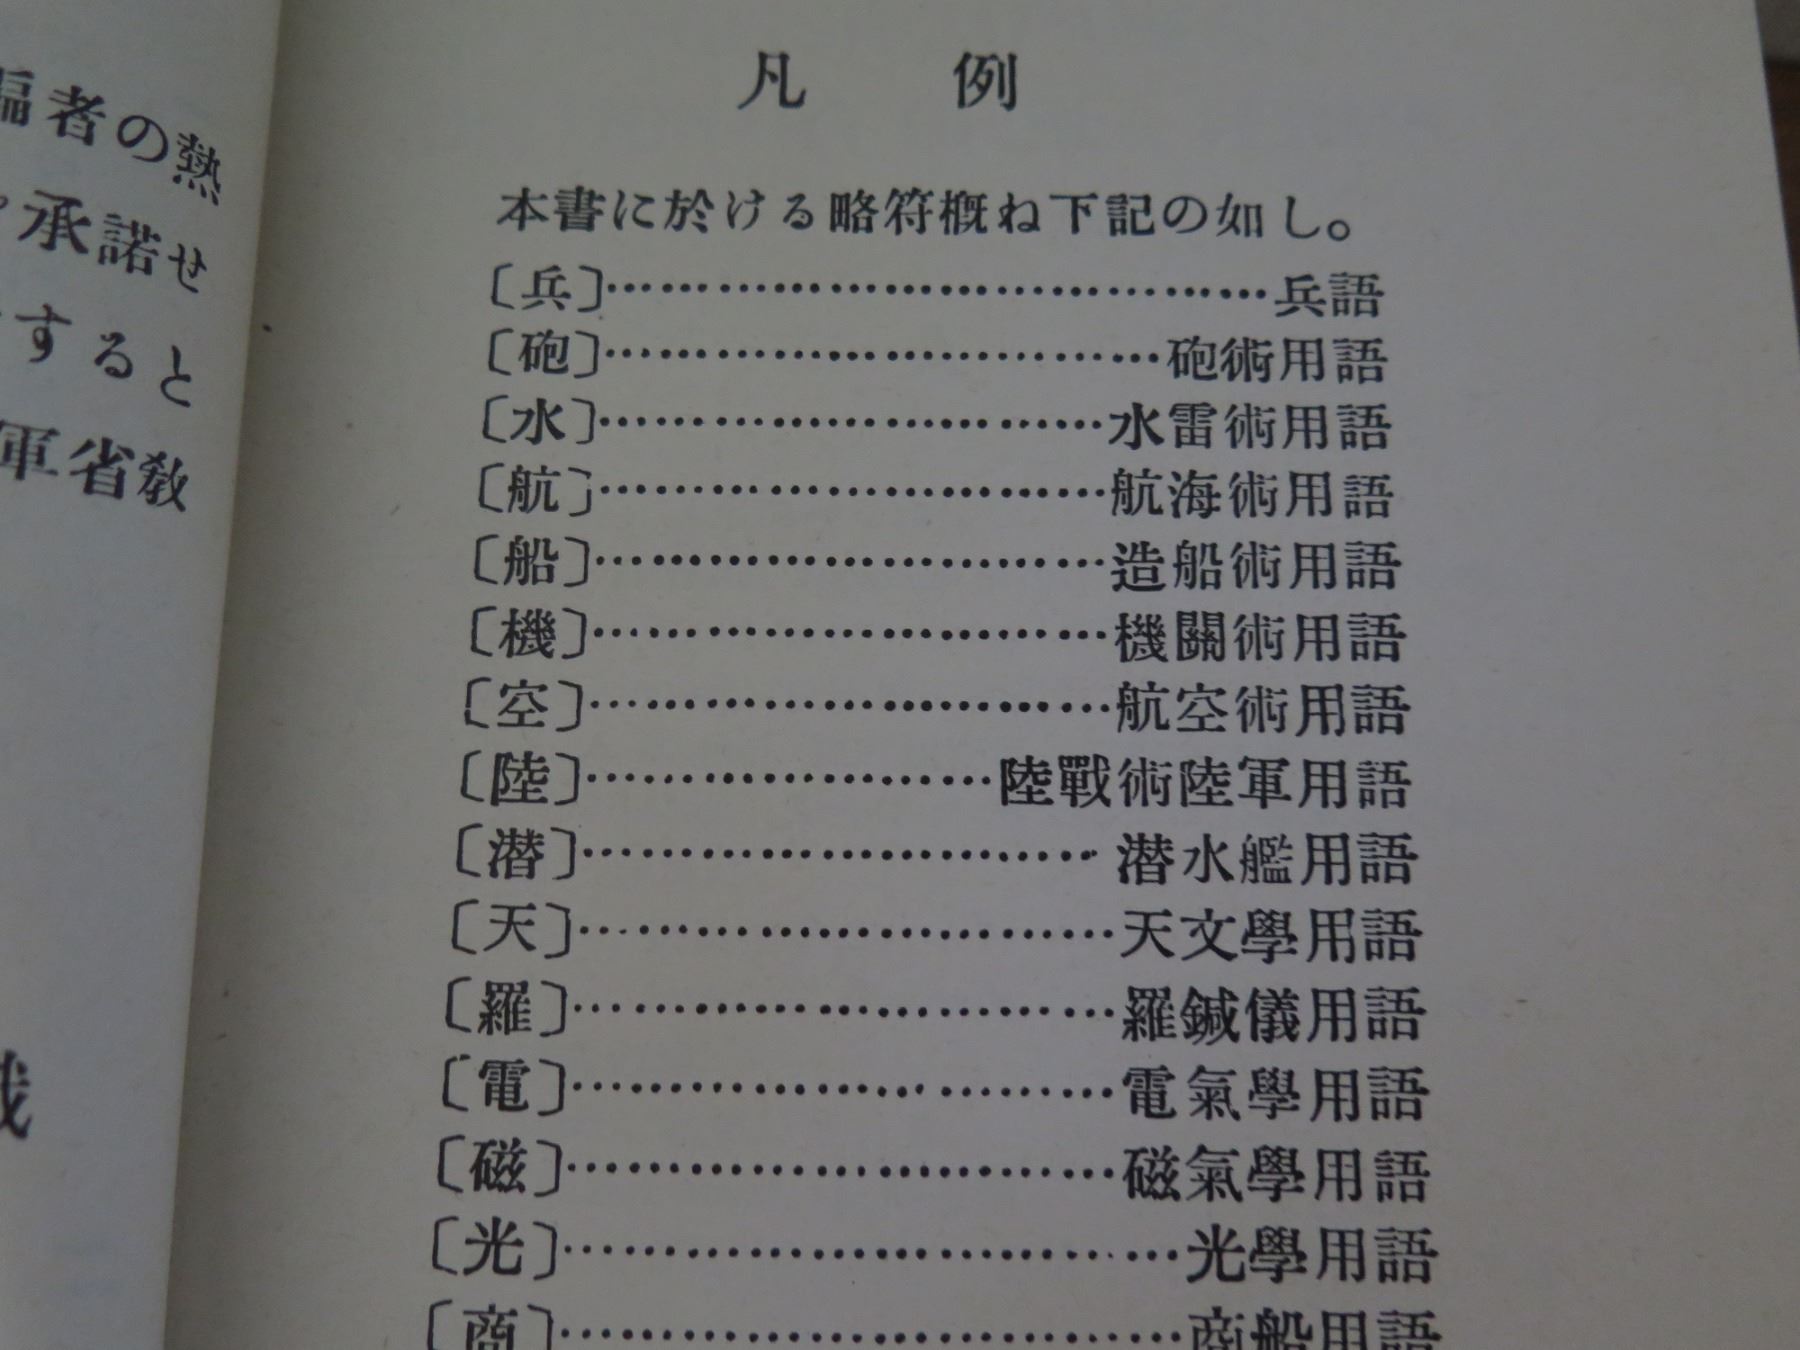 編者の熱
承諾せ
すると
軍省教
凡例
本書に於ける略符概ね下記の如し。
〔兵〕……………………………兵語
〔砲〕……………………………砲術用語
〔水〕……………………………水雷術用語
〔航〕……………………………航海術用語
〔船〕……………………………造船術用語
〔機〕……………………………機關術用語
〔空〕……………………………航空術用語
〔陸〕……………………………陸戰術陸軍用語
〔潜〕……………………………潜水艦用語
〔天〕……………………………天文學用語
〔羅〕……………………………羅鍼儀用語
〔電〕……………………………電氣學用語
〔磁〕……………………………磁氣學用語
〔光〕……………………………光學用語
〔商〕……………………………商船用語